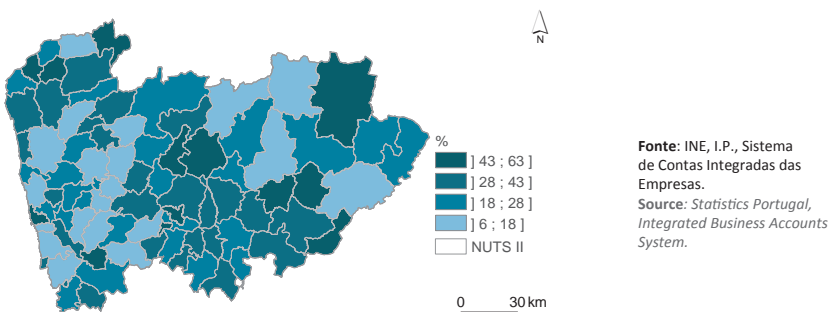 N
%
] 43 ; 63 ]
] 28 ; 43 ]
] 18 ; 28 ]
] 6 ; 18 ]
NUTS II
0 30 km
Fonte: INE, I.P., Sistema
de Contas Integradas das
Empresas.
Source: Statistics Portugal,
Integrated Business Accounts
System.